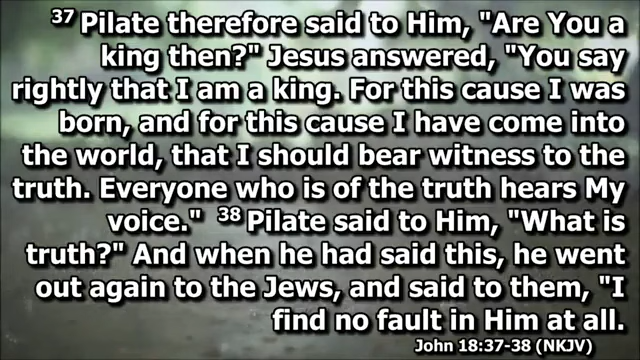 37 Pilate therefore said to Him, "Are You a
king then?" Jesus answered, "You say
rightly that I am a king. For this cause I was
born, and for this cause I have come into
the world, that I should bear witness to the
truth. Everyone who is of the truth hears My
voice." 38 Pilate said to Him, "What is
truth?" And when he had said this, he went
out again to the Jews, and said to them, "I
find no fault in Him at all.
John 18:37-38 (NKJV)